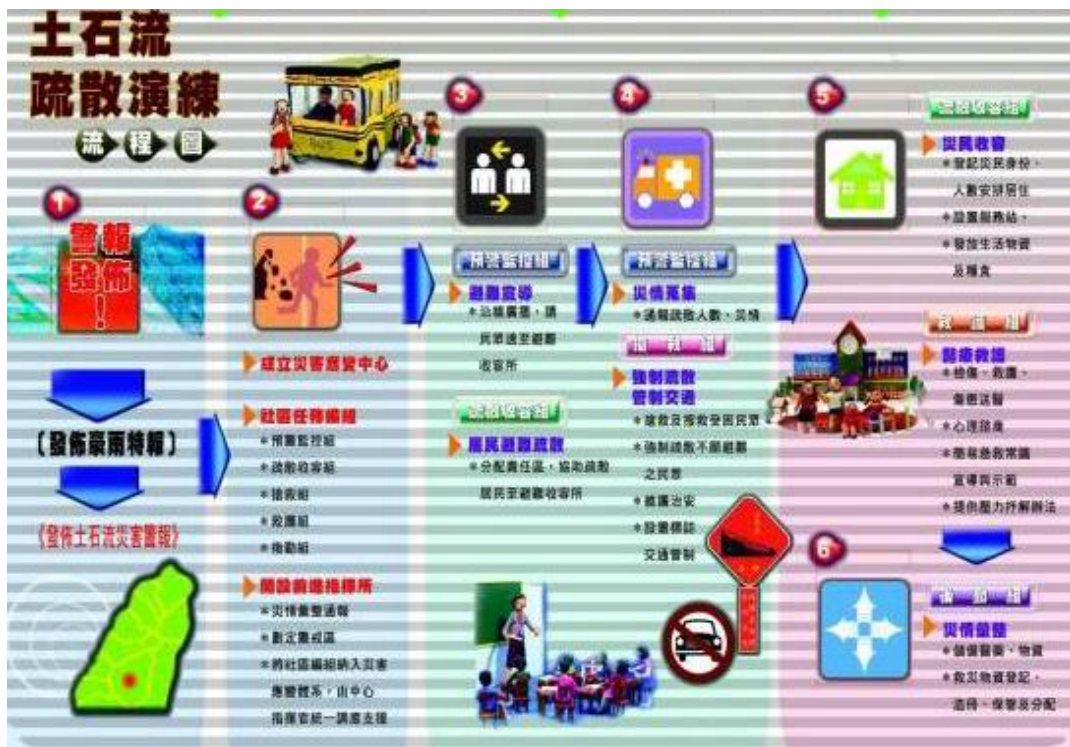 土石流
疏散演練
流程圖
1
警報
發佈!
〔發佈豪雨特報〕
《發佈土石流災害警報》
2
成立災害應變中心
社區任務編組
*預警監控組
*疏散收容組
*搶救組
*救護組
*後勤組
開設前進指揮所
*災情彙整通報
*劃定警戒區
*將社區編組納入災害
應變體系,由中心
指揮官統一調度支援
3
預警監控組
避難宣導
*沿線廣播,請
民眾速至避難
收容所
疏散收容組
居民避難疏散
*分配責任區,協助疏散
居民至避難收容所
4
預警監控組
災情蒐集
*通報疏散人數、災情
搶救組
強制疏散
管制交通
*搶救及搜救受困民眾
*強制疏散不願避難
之民眾
*維護治安
*設置標誌
交通管制
5
疏散收容組
災民收容
*登記災民身份,
人數安排居住
*設置服務站,
*發放生活物資
及糧食
救護組
醫療救護
*檢傷、救護、
傷患送醫
*心理諮商
*簡易急救常識
宣導與示範
*提供壓力抒解辦法
6
後勤組
災情彙整
*儲備醫藥、物資
*救災物資登記,
造冊、保管及分配